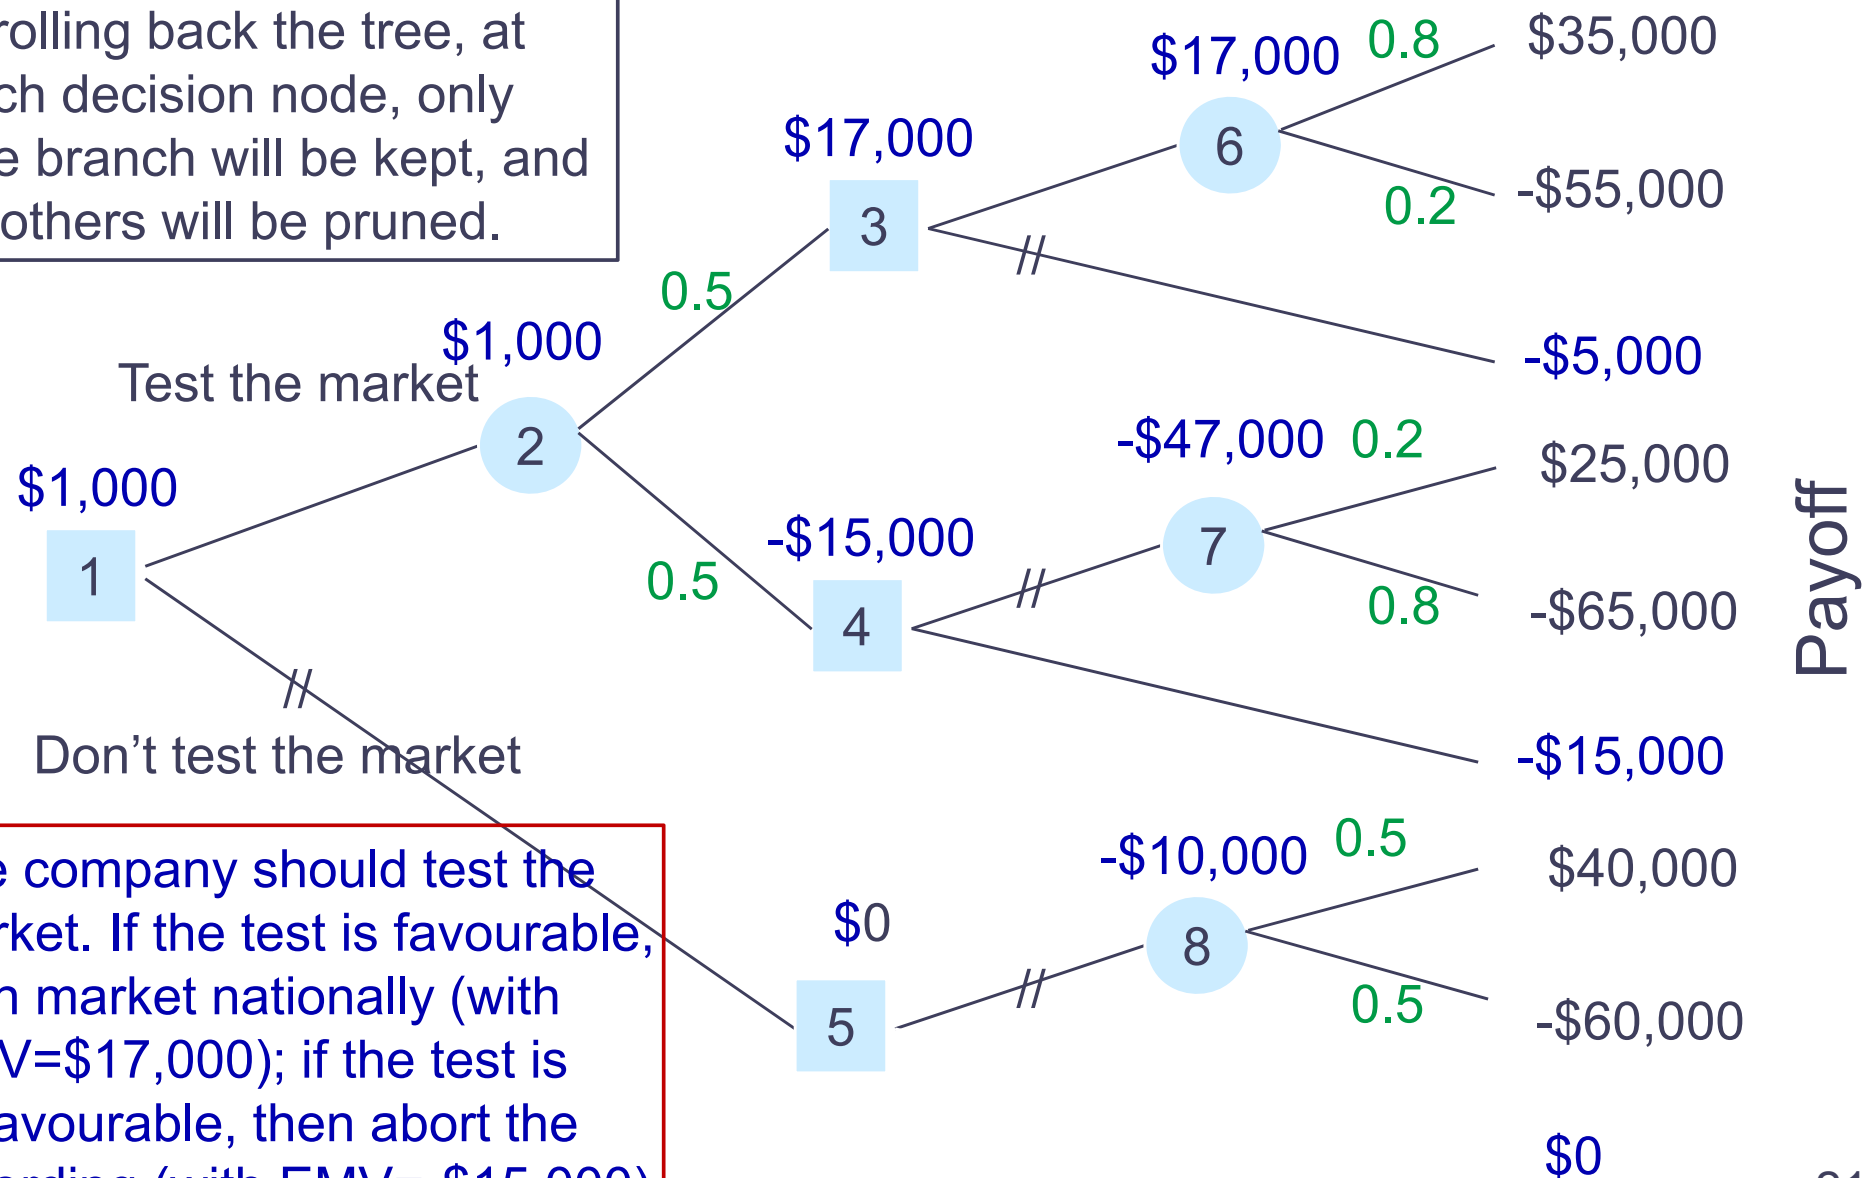 rolling back the tree, at
ch decision node, only
e branch will be kept, and
others will be pruned.
$17,000
0.8
$35,000
6
-$55,000
0.2
$17,000
3
0.5
-$5,000
$1,000
Test the market
2
-$47,000
0.2
$25,000
$1,000
1
-$15,000
7
0.5
4
0.8
-$65,000
Payoff
Don't test the market
-$15,000
-$10,000
0.5
$40,000
$0
8
5
0.5
-$60,000
e company should test the
rket. If the test is favourable,
n market nationally (with
V=$17,000); if the test is
avourable, then abort the
$0